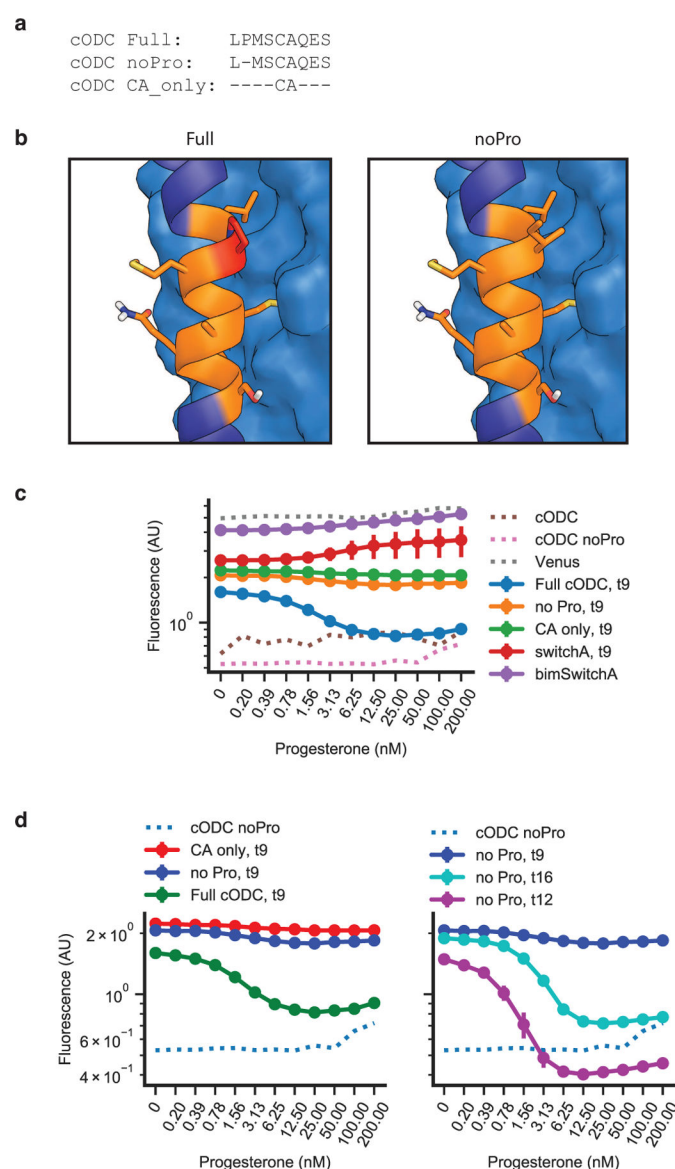 a
cODC Full: LPMSCAQES
cODC noPro: L-MSCAQES
cODC CA_only: ----CA---
b
Full noPro
c
Fluorescence (AU)
10⁰
0 0.20 0.39 0.78 1.56 3.13 6.25 12.50 25.00 50.00 100.00 200.00
Progesterone (nM)
cODC
cODC noPro
Venus
Full cODC, t9
no Pro, t9
CA only, t9
switchA, t9
bimSwitchA
d
cODC noPro
CA only, t9
no Pro, t9
Full cODC, t9
Fluorescence (AU)
2 × 10⁰
10⁰
6 × 10⁻¹
4 × 10⁻¹
0 0.20 0.39 0.78 1.56 3.13 6.25 12.50 25.00 50.00 100.00 200.00
Progesterone (nM)
cODC noPro
no Pro, t9
no Pro, t16
no Pro, t12
0 0.20 0.39 0.78 1.56 3.13 6.25 12.50 25.00 50.00 100.00 200.00
Progesterone (nM)